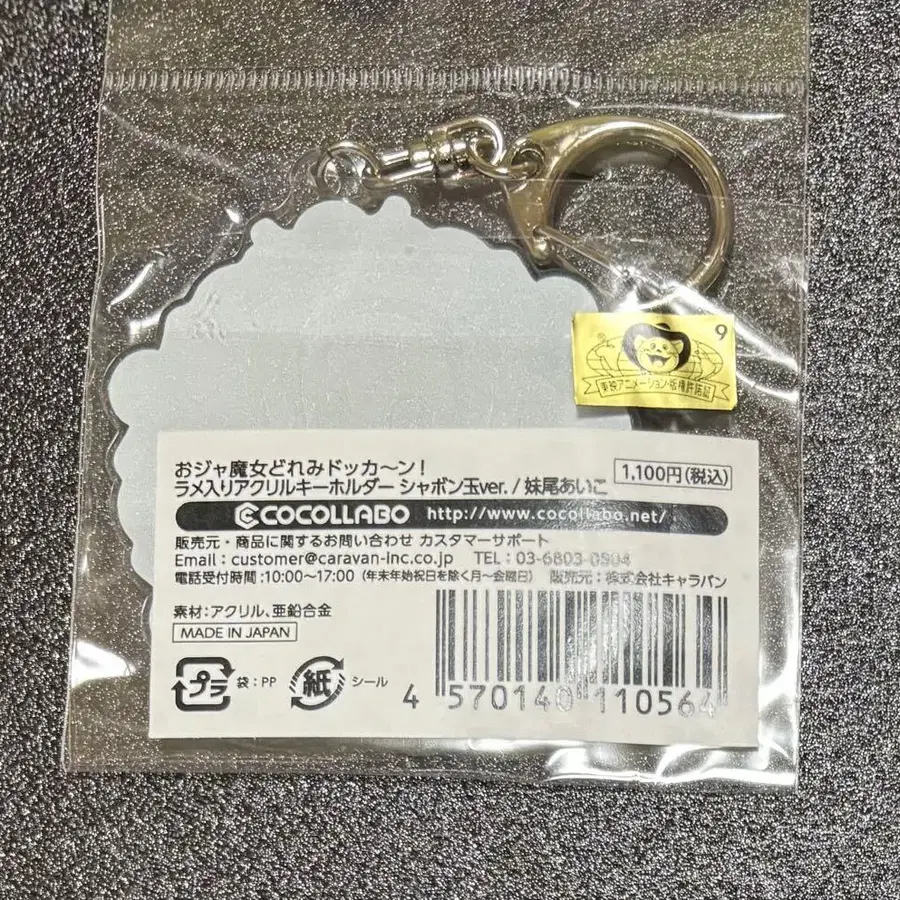 9
東映アニメーション・版権許諾証
おジャ魔女どれみドッカ〜ン!
ラメ入りアクリルキーホルダー シャボン玉ver. / 妹尾あいこ
1,100円(税込)
COCOLLABO http://www.cocollabo.net/
販売元・商品に関するお問い合わせ カスタマーサポート
Email : customer@caravan-inc.co.jp TEL : 03-6803-0804
電話受付時間 :10:00〜17:00 (年末年始祝日を除く月〜金曜日) 販売元 : 株式会社キャラバン
素材 : アクリル、亜鉛合金
MADE IN JAPAN
プラ 袋 : PP 紙 シール
4 570140 110564